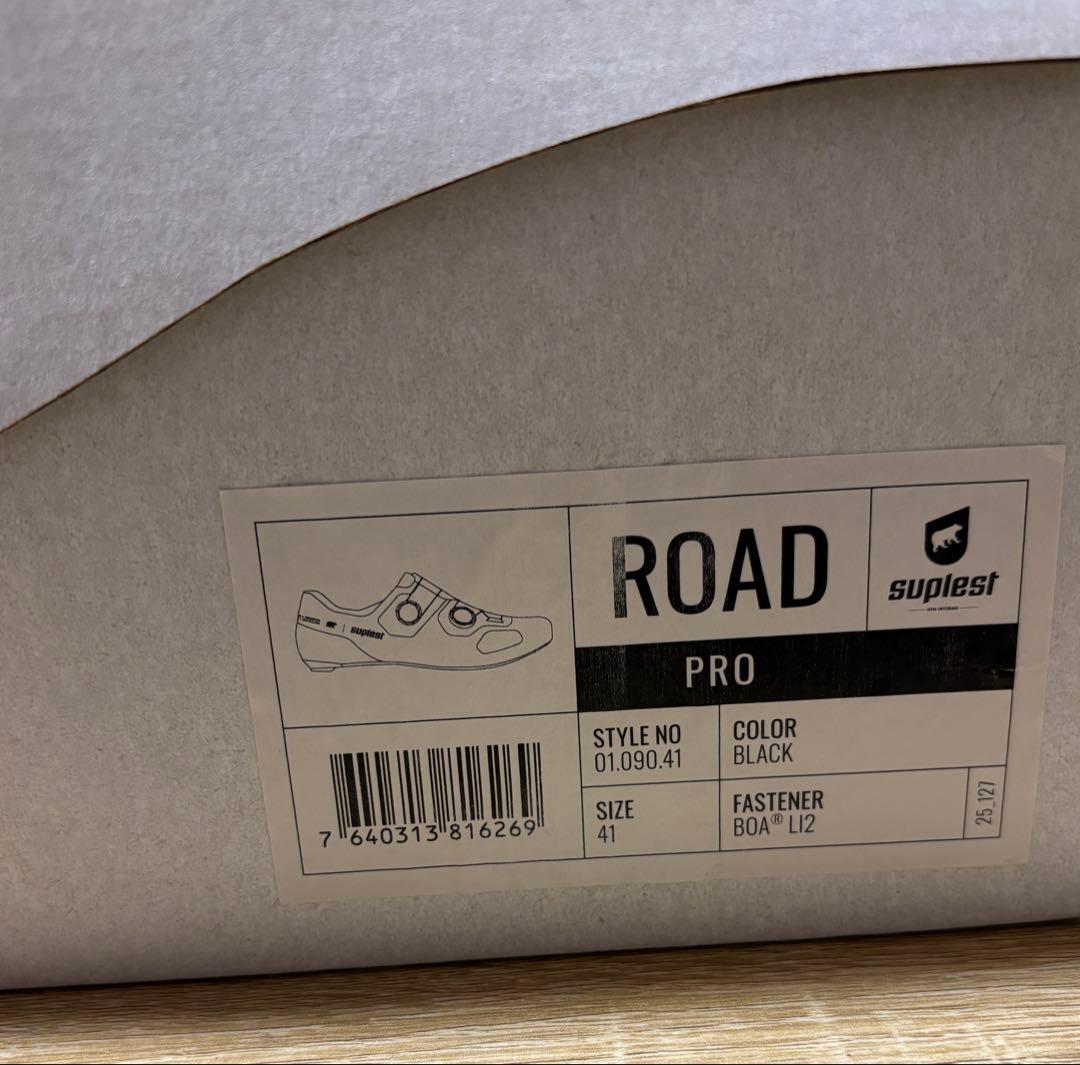 ROAD
suplest
suplest
PRO
STYLE NO
01.090.41
COLOR
BLACK
SIZE
41
FASTENER
BOA® LI2
25_127
7 640313 816269